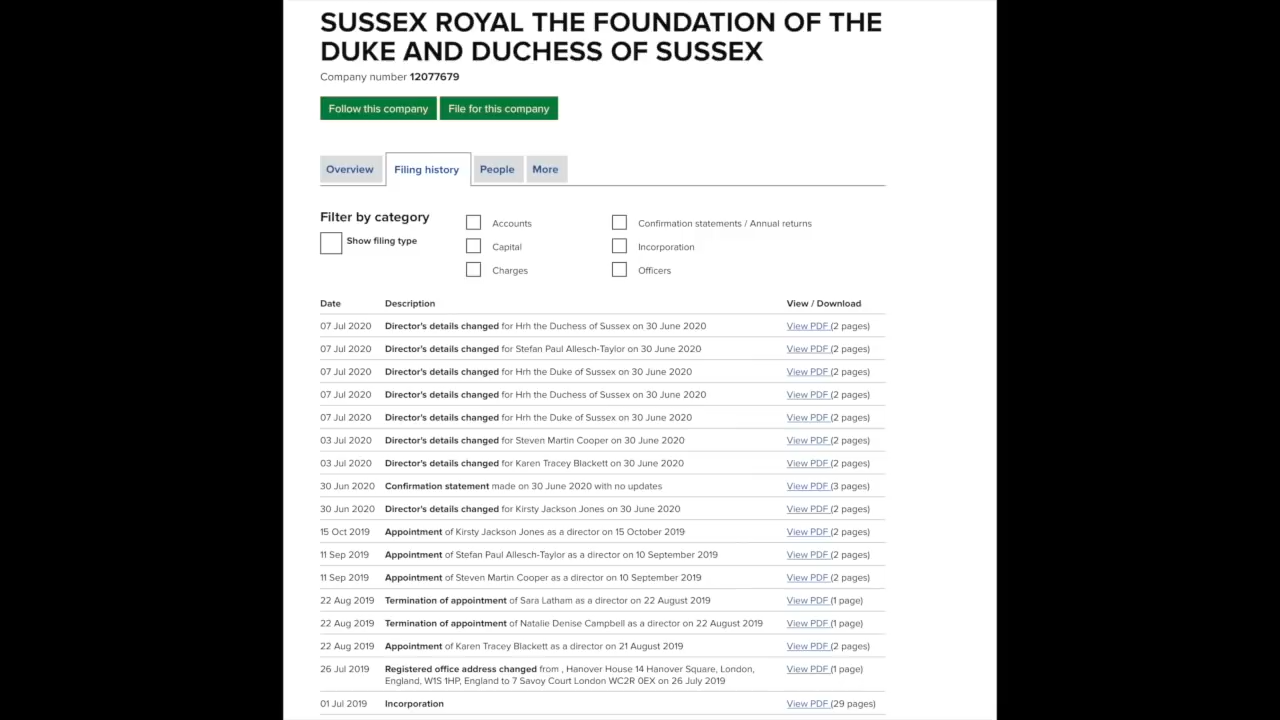 SUSSEX ROYAL THE FOUNDATION OF THE
DUKE AND DUCHESS OF SUSSEX
Company number 12077679
Follow this company File for this company
Overview Filing history People More
Filter by category
Show filing type
Accounts Confirmation statements / Annual returns
Capital Incorporation
Charges Officers
Date Description View / Download
07 Jul 2020 Director's details changed for Hrh the Duchess of Sussex on 30 June 2020 View PDF (2 pages)
07 Jul 2020 Director's details changed for Stefan Paul Allesch-Taylor on 30 June 2020 View PDF (2 pages)
07 Jul 2020 Director's details changed for Hrh the Duke of Sussex on 30 June 2020 View PDF (2 pages)
07 Jul 2020 Director's details changed for Hrh the Duchess of Sussex on 30 June 2020 View PDF (2 pages)
07 Jul 2020 Director's details changed for Hrh the Duke of Sussex on 30 June 2020 View PDF (2 pages)
03 Jul 2020 Director's details changed for Steven Martin Cooper on 30 June 2020 View PDF (2 pages)
03 Jul 2020 Director's details changed for Karen Tracey Blackett on 30 June 2020 View PDF (2 pages)
30 Jun 2020 Confirmation statement made on 30 June 2020 with no updates View PDF (3 pages)
30 Jun 2020 Director's details changed for Kirsty Jackson Jones on 30 June 2020 View PDF (2 pages)
15 Oct 2019 Appointment of Kirsty Jackson Jones as a director on 15 October 2019 View PDF (2 pages)
11 Sep 2019 Appointment of Stefan Paul Allesch-Taylor as a director on 10 September 2019 View PDF (2 pages)
11 Sep 2019 Appointment of Steven Martin Cooper as a director on 10 September 2019 View PDF (2 pages)
22 Aug 2019 Termination of appointment of Sara Latham as a director on 22 August 2019 View PDF (1 page)
22 Aug 2019 Termination of appointment of Natalie Denise Campbell as a director on 22 August 2019 View PDF (1 page)
22 Aug 2019 Appointment of Karen Tracey Blackett as a director on 21 August 2019 View PDF (2 pages)
26 Jul 2019 Registered office address changed from , Hanover House 14 Hanover Square, London, View PDF (1 page)
England, W1S 1HP, England to 7 Savoy Court London WC2R 0EX on 26 July 2019
01 Jul 2019 Incorporation View PDF (29 pages)